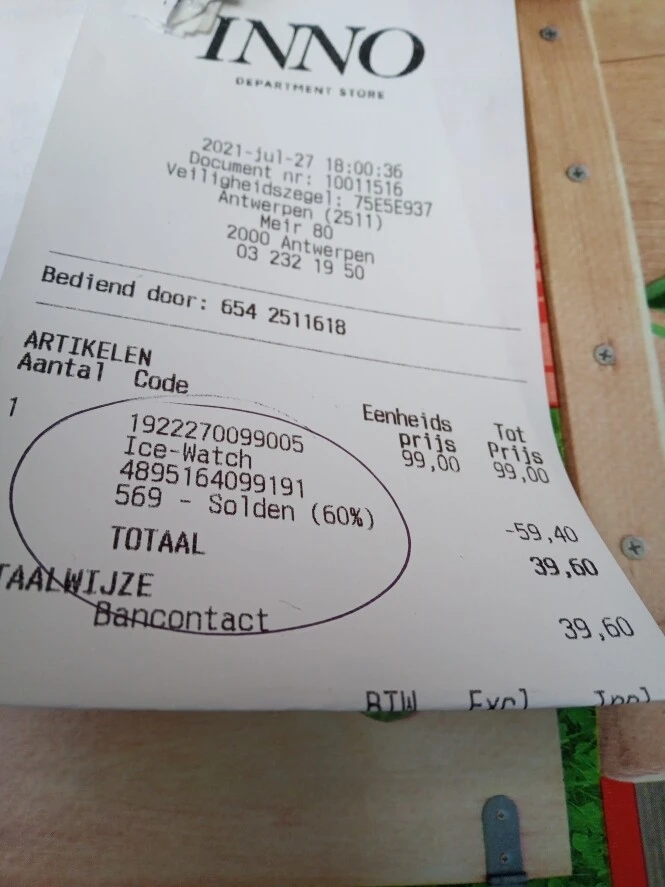 INNO
DEPARTMENT STORE
2021-jul-27 18:00:36
Document nr: 10011516
Veiligheidszegel: 75E5E937
Antwerpen (2511)
Meir 80
2000 Antwerpen
03 232 19 50
Bediend door: 654 2511618
ARTIKELEN
Aantal Code Eenheids prijs Tot Prijs
1 1922270099005 99,00 99,00
Ice-Watch
4895164099191
569 - Solden (60%) -59,40
TOTAAL 39,60
TAALWIJZE
Bancontact 39,60
BTW Excl Incl